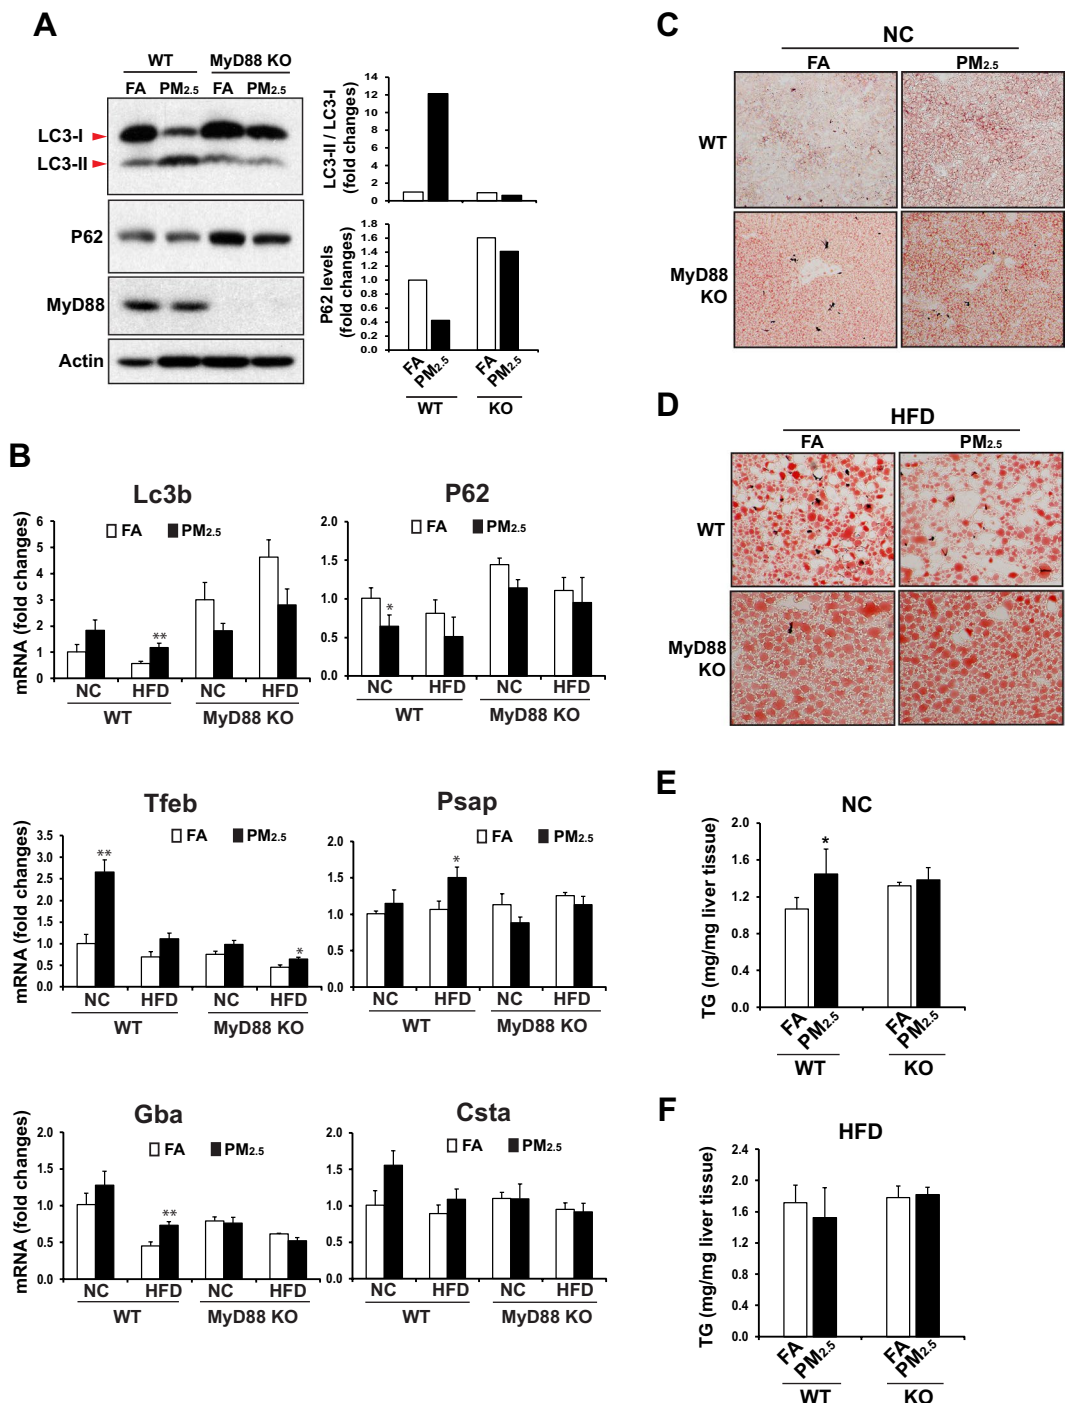 A
WT MyD88 KO
FA PM2.5 FA PM2.5
LC3-I
LC3-II
P62
MyD88
Actin
LC3-II / LC3-I
(fold changes)
14
12
10
8
6
4
2
0
P62 levels
(fold changes)
1.8
1.6
1.4
1.2
1.0
0.8
0.6
0.4
0.2
0.0
FA PM2.5 FA PM2.5
WT KO
B
Lc3b
mRNA (fold changes)
FA PM2.5
6
5
4
3
2
1
0
**
NC HFD NC HFD
WT MyD88 KO
P62
FA PM2.5
2.0
1.5
1.0
0.5
0.0
*
NC HFD NC HFD
WT MyD88 KO
Tfeb
mRNA (fold changes)
FA PM2.5
3.5
3.0
2.5
2.0
1.5
1.0
0.5
0.0
**
*
NC HFD NC HFD
WT MyD88 KO
Psap
FA PM2.5
2.0
1.5
1.0
0.5
0.0
*
NC HFD NC HFD
WT MyD88 KO
Gba
mRNA (fold changes)
FA PM2.5
2.0
1.5
1.0
0.5
0.0
**
NC HFD NC HFD
WT MyD88 KO
Csta
FA PM2.5
2.0
1.5
1.0
0.5
0.0
NC HFD NC HFD
WT MyD88 KO
C
NC
FA PM2.5
WT
MyD88
KO
D
HFD
FA PM2.5
WT
MyD88
KO
E
NC
TG (mg/mg liver tissue)
2.0
1.6
1.2
0.8
0.4
0.0
*
FA PM2.5 FA PM2.5
WT KO
F
HFD
TG (mg/mg liver tissue)
2.4
2.0
1.6
1.2
0.8
0.4
0.0
FA PM2.5 FA PM2.5
WT KO